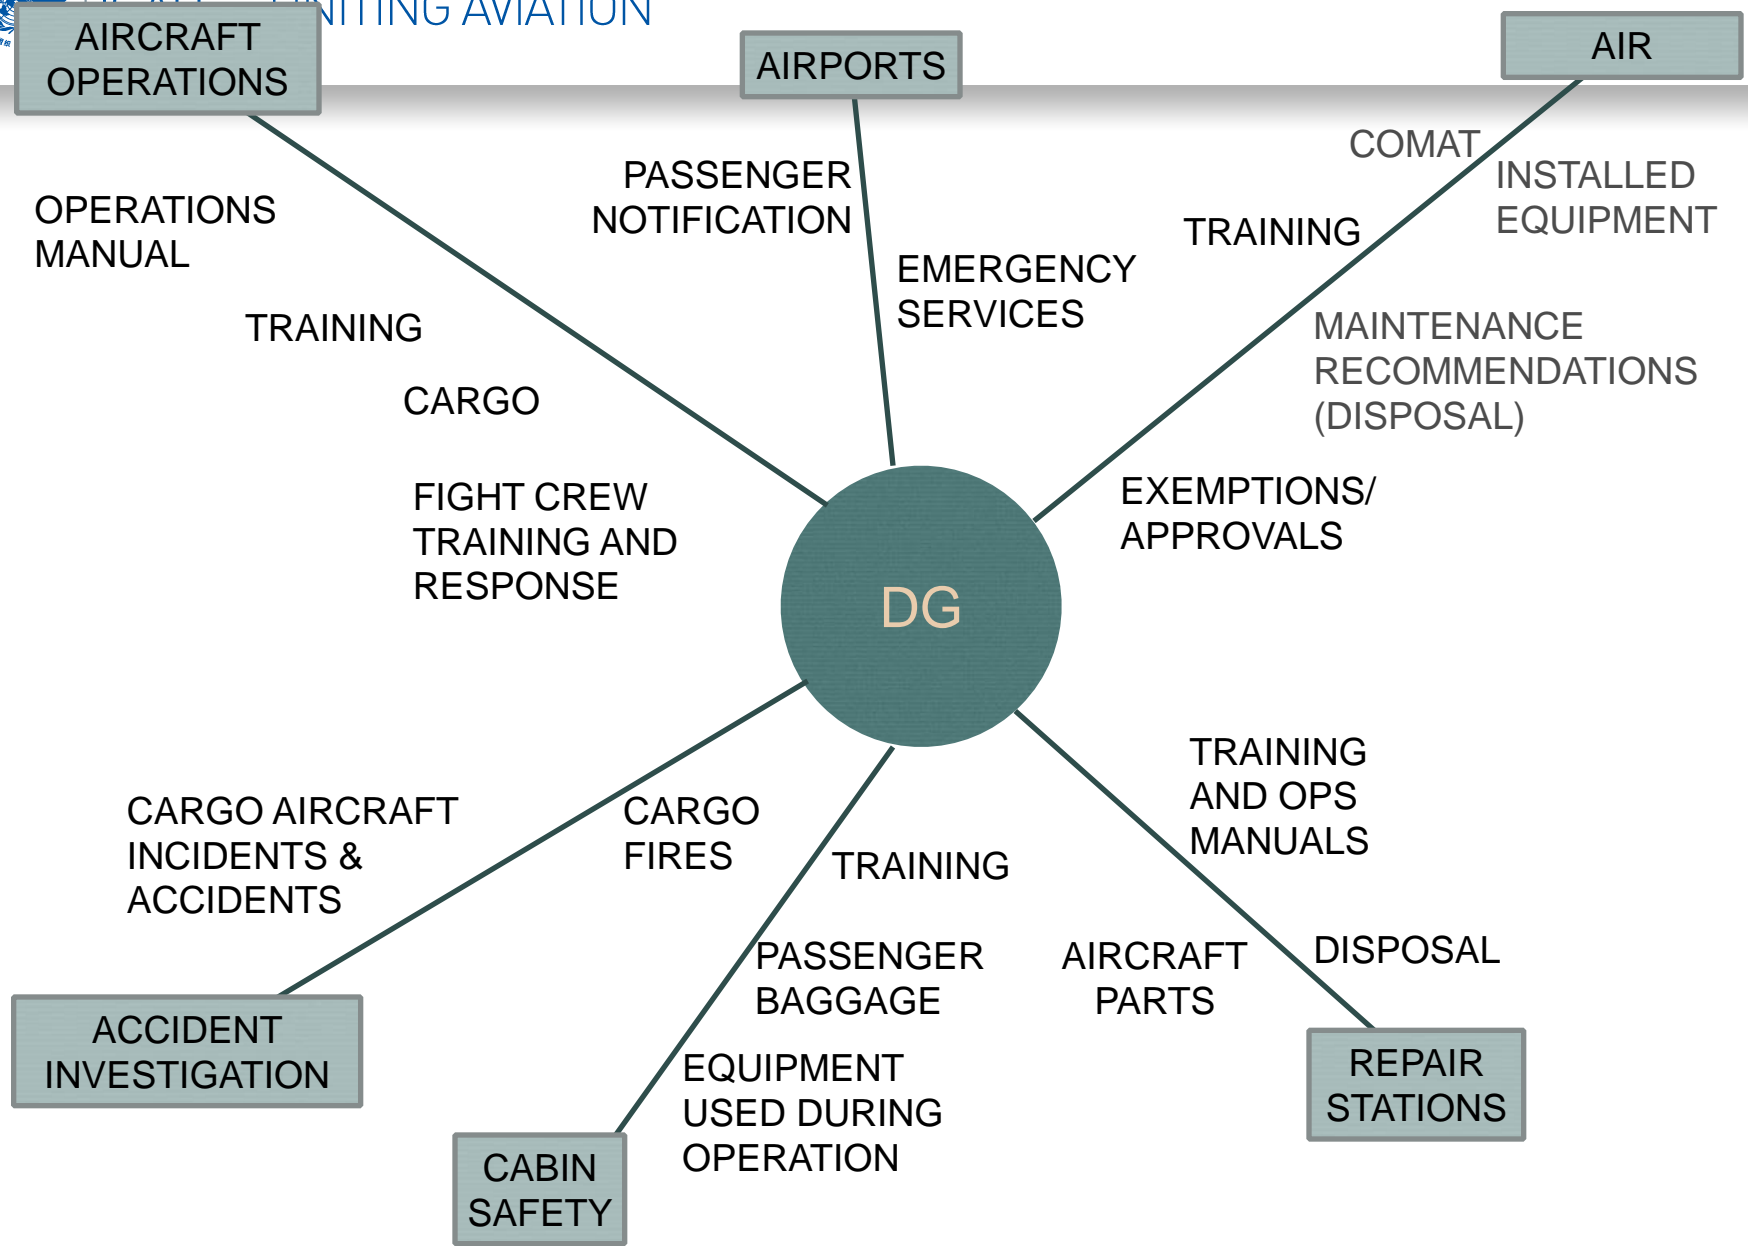 UNITING AVIATION
AIRCRAFT
OPERATIONS
AIRPORTS
AIR
OPERATIONS
MANUAL
TRAINING
CARGO
FIGHT CREW
TRAINING AND
RESPONSE
PASSENGER
NOTIFICATION
EMERGENCY
SERVICES
COMAT
INSTALLED
EQUIPMENT
TRAINING
MAINTENANCE
RECOMMENDATIONS
(DISPOSAL)
EXEMPTIONS/
APPROVALS
DG
CARGO AIRCRAFT
INCIDENTS &
ACCIDENTS
CARGO
FIRES
ACCIDENT
INVESTIGATION
TRAINING
PASSENGER
BAGGAGE
EQUIPMENT
USED DURING
OPERATION
CABIN
SAFETY
TRAINING
AND OPS
MANUALS
AIRCRAFT
PARTS
DISPOSAL
REPAIR
STATIONS